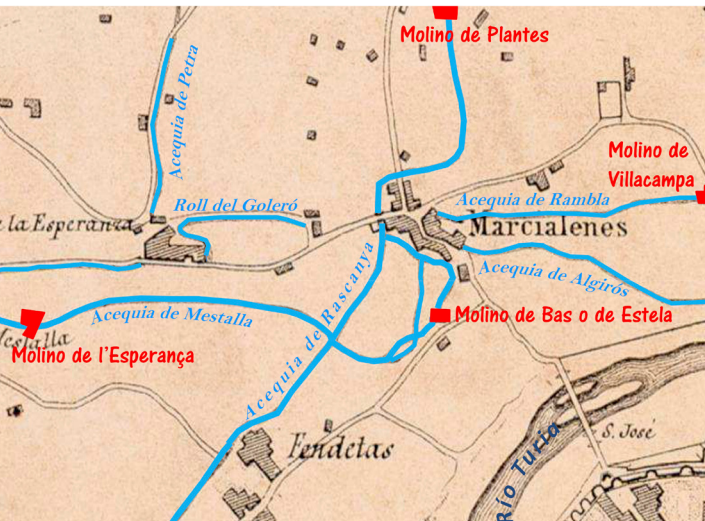 Molino de Plantes
Acequia de Petra
Molino de
Villacampa
Roll del Goleró
Acequia de Rambla
de la Esperanza
Marcialenes
Acequia de Rascanya
Acequia de Algirós
Acequia de Mestalla
Molino de Bas o de Estela
Mestalla
Molino de l'Esperança
Río Turia
S. José
Tendetas